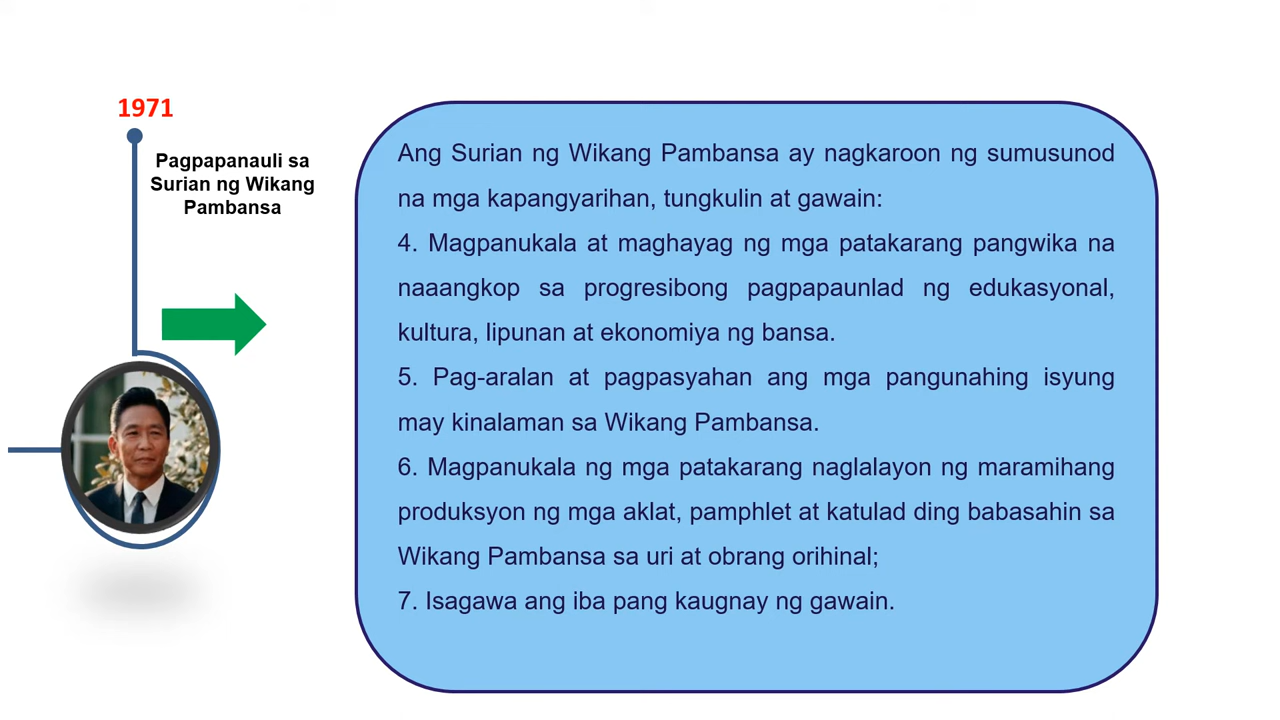 1971
Pagpapanauli sa
Surian ng Wikang
Pambansa
Ang Surian ng Wikang Pambansa ay nagkaroon ng sumusunod
na mga kapangyarihan, tungkulin at gawain:
4. Magpanukala at maghayag ng mga patakarang pangwika na
naaangkop sa progresibong pagpapaunlad ng edukasyonal,
kultura, lipunan at ekonomiya ng bansa.
5. Pag-aralan at pagpasyahan ang mga pangunahing isyung
may kinalaman sa Wikang Pambansa.
6. Magpanukala ng mga patakarang naglalayon ng maramihang
produksyon ng mga aklat, pamphlet at katulad ding babasahin sa
Wikang Pambansa sa uri at obrang orihinal;
7. Isagawa ang iba pang kaugnay ng gawain.